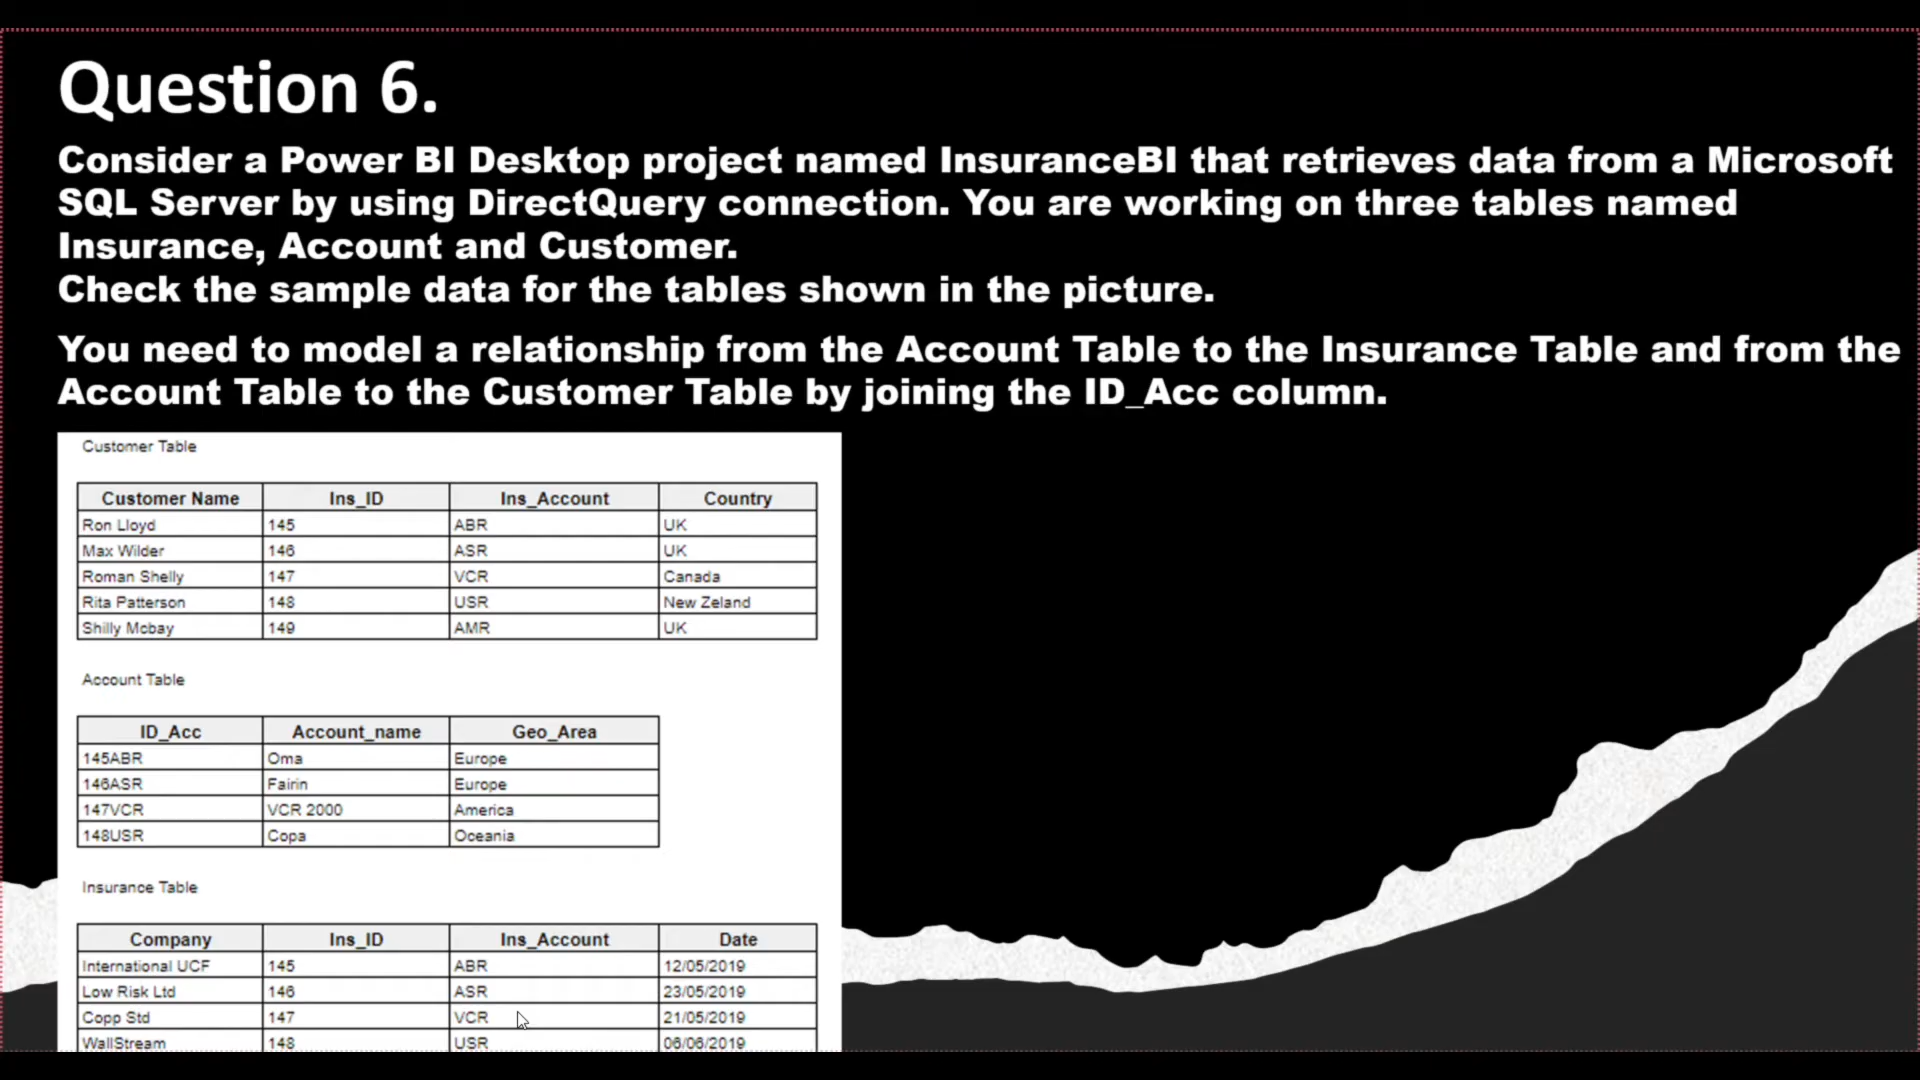 Question 6.
Consider a Power BI Desktop project named InsuranceBI that retrieves data from a Microsoft
SQL Server by using DirectQuery connection. You are working on three tables named
Insurance, Account and Customer.
Check the sample data for the tables shown in the picture.
You need to model a relationship from the Account Table to the Insurance Table and from the
Account Table to the Customer Table by joining the ID_Acc column.
Customer Table
Customer Name Ins_ID Ins_Account Country
Ron Lloyd 145 ABR UK
Max Wilder 146 ASR UK
Roman Shelly 147 VCR Canada
Rita Patterson 148 USR New Zeland
Shilly Mcbay 149 AMR UK
Account Table
ID_Acc Account_name Geo_Area
145ABR Oma Europe
146ASR Fairin Europe
147VCR VCR 2000 America
148USR Copa Oceania
Insurance Table
Company Ins_ID Ins_Account Date
International UCF 145 ABR 12/05/2019
Low Risk Ltd 146 ASR 23/05/2019
Copp Std 147 VCR 21/05/2019
WallStream 148 USR 06/06/2019